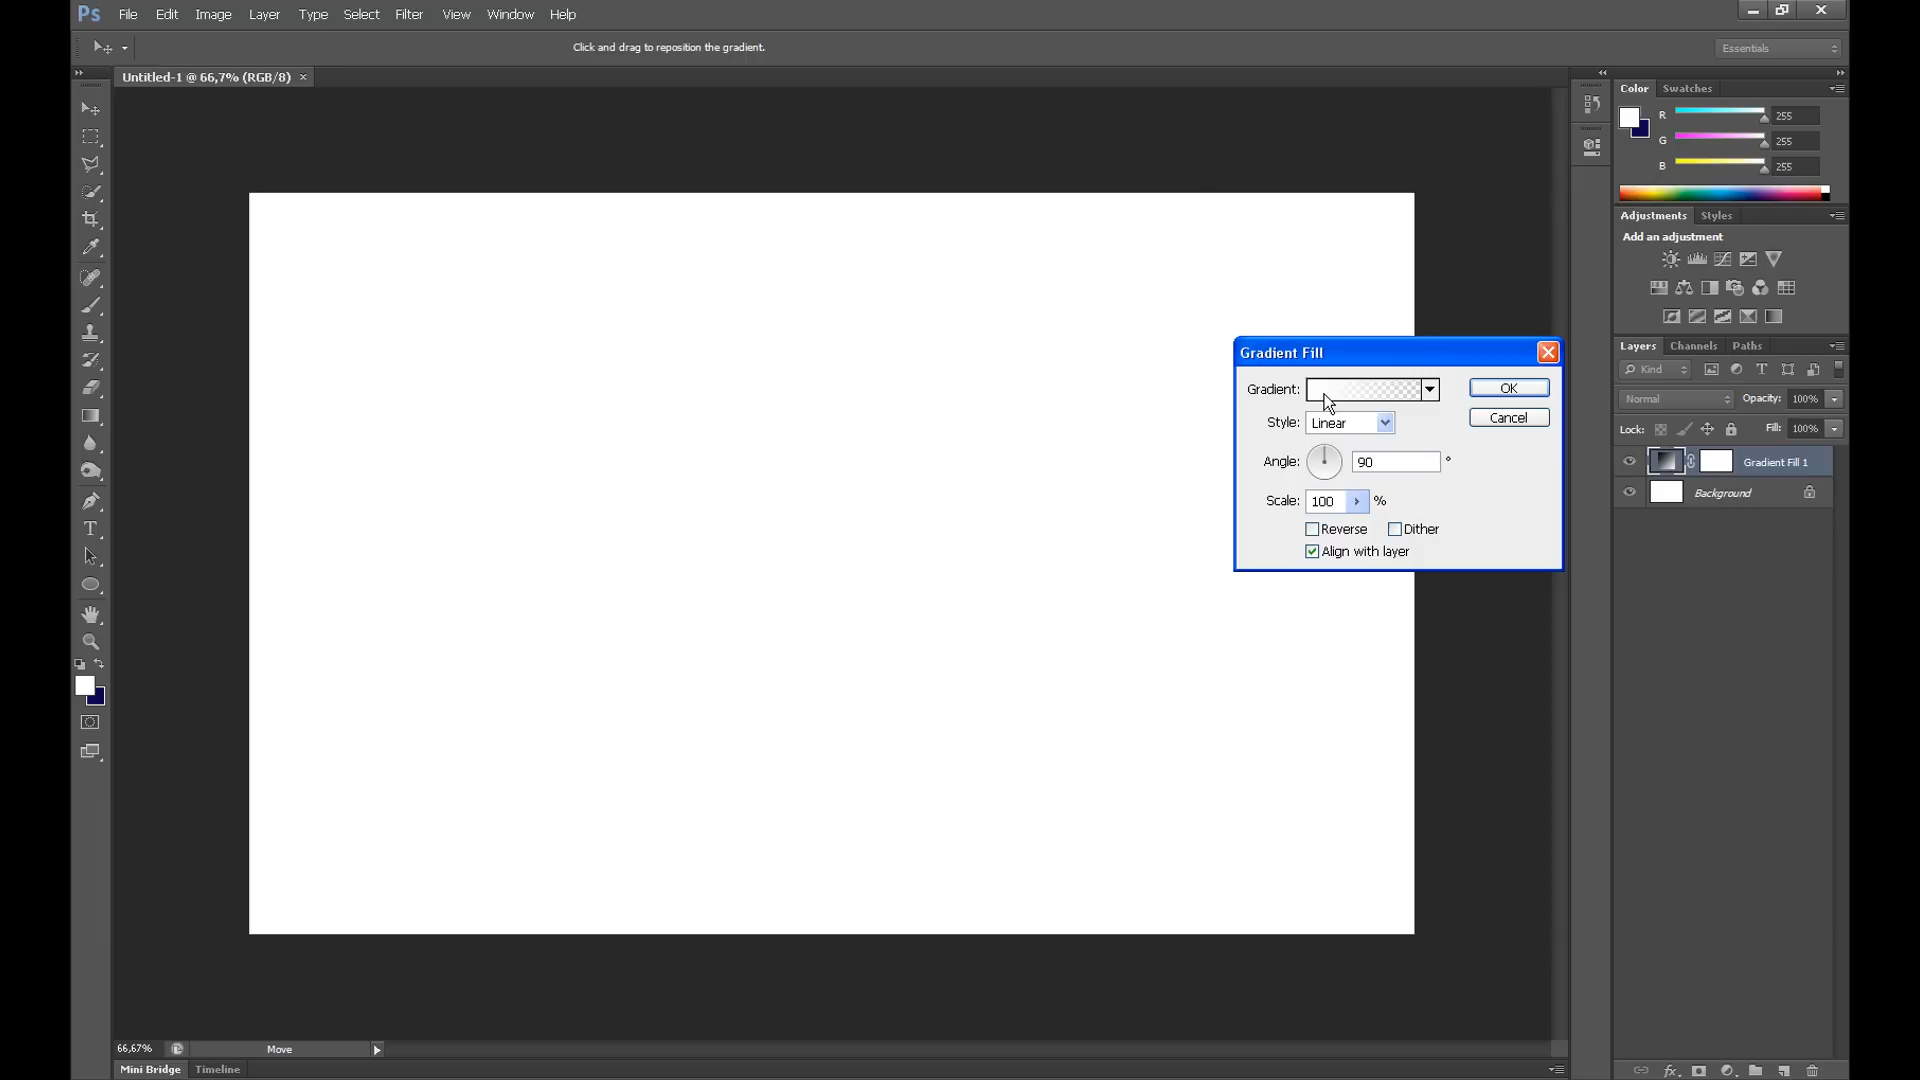 Ps File Edit Image Layer Type Select Filter View Window Help
Click and drag to reposition the gradient.
Essentials
Untitled-1 @ 66,7% (RGB/8) ×
Color Swatches
R 255
G 255
B 255
Adjustments Styles
Add an adjustment
Layers Channels Paths
Kind
Normal Opacity: 100%
Lock: Fill: 100%
Gradient Fill 1
Background
Gradient Fill
Gradient: OK
Style: Linear Cancel
Angle: 90 °
Scale: 100 %
Reverse Dither
Align with layer
T
66,67% Move
Mini Bridge Timeline
fx